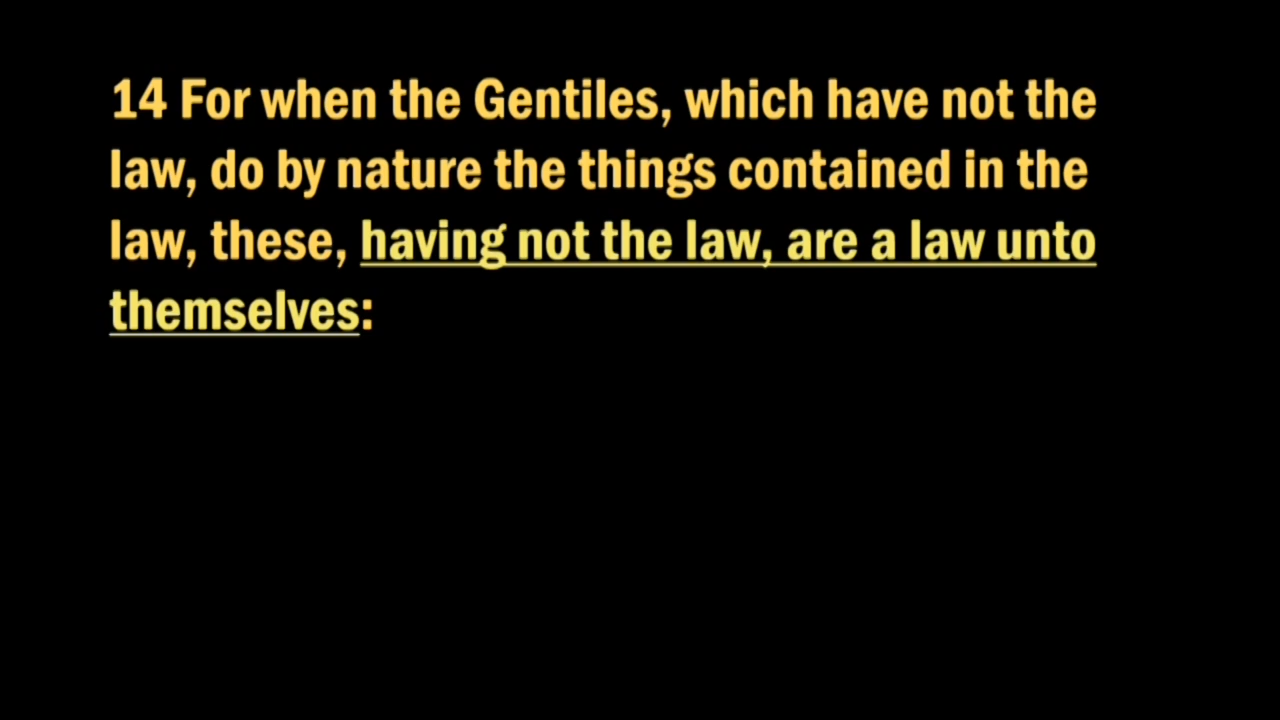 14 For when the Gentiles, which have not the
law, do by nature the things contained in the
law, these, having not the law, are a law unto
themselves: